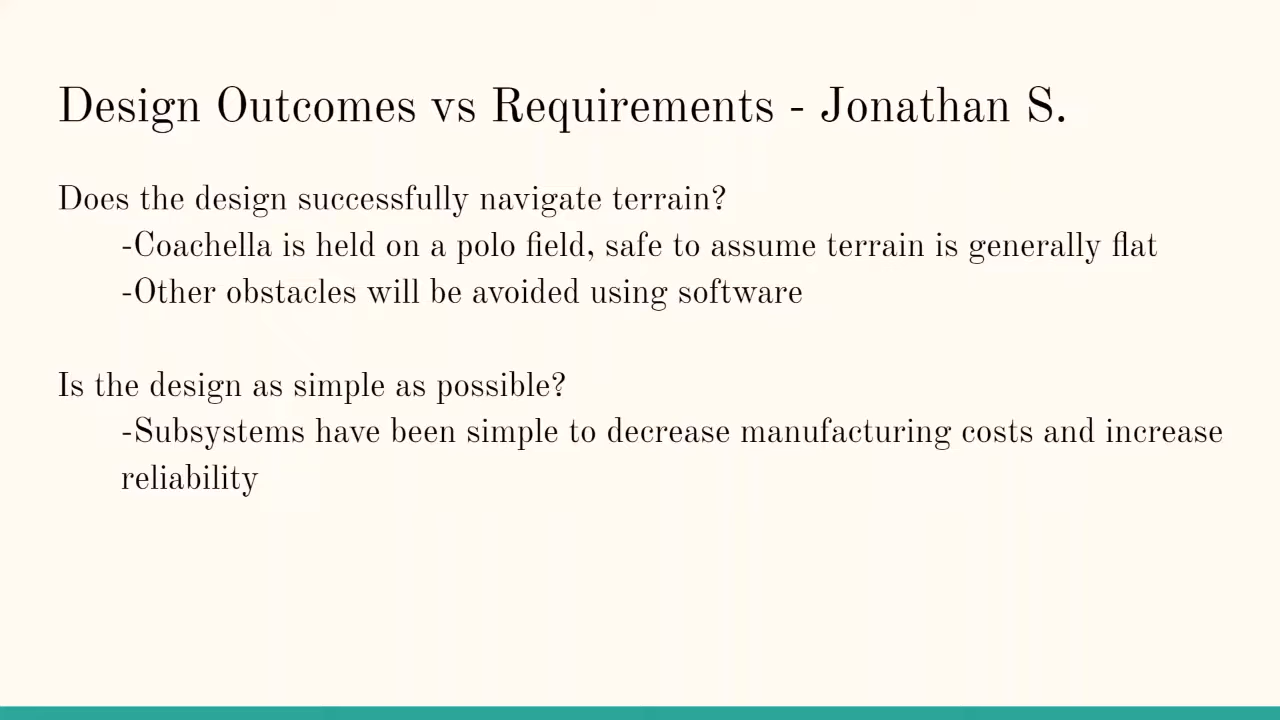 Design Outcomes vs Requirements - Jonathan S.
Does the design successfully navigate terrain?
-Coachella is held on a polo field, safe to assume terrain is generally flat
-Other obstacles will be avoided using software
Is the design as simple as possible?
-Subsystems have been simple to decrease manufacturing costs and increase
reliability